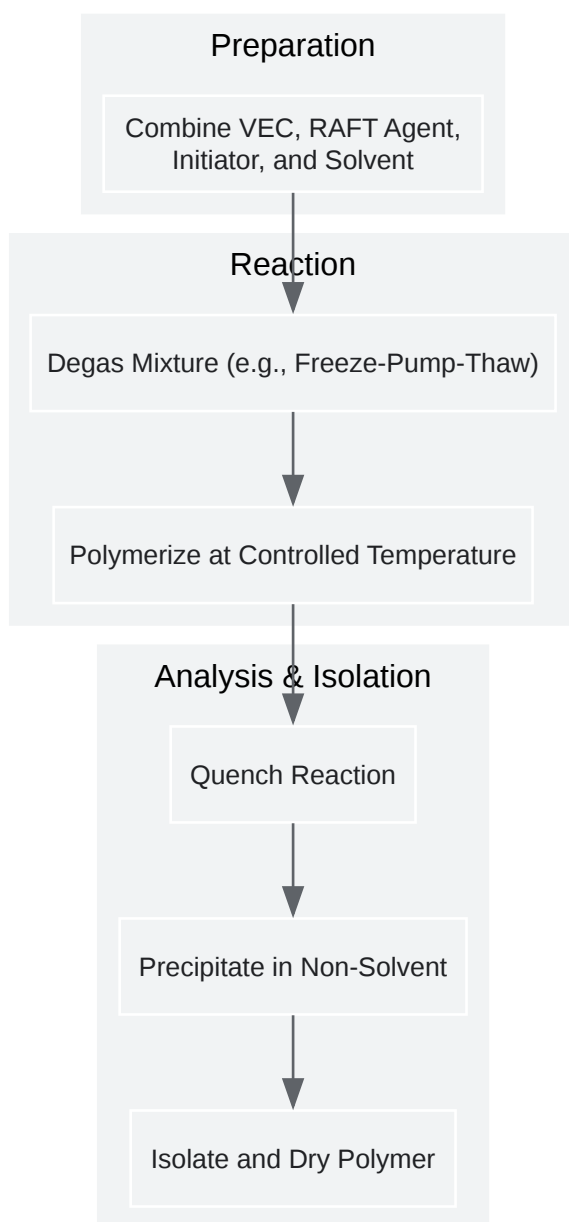 Preparation
Combine VEC, RAFT Agent,
Initiator, and Solvent
Reaction
Degas Mixture (e.g., Freeze-Pump-Thaw)
Polymerize at Controlled Temperature
Analysis & Isolation
Quench Reaction
Precipitate in Non-Solvent
Isolate and Dry Polymer